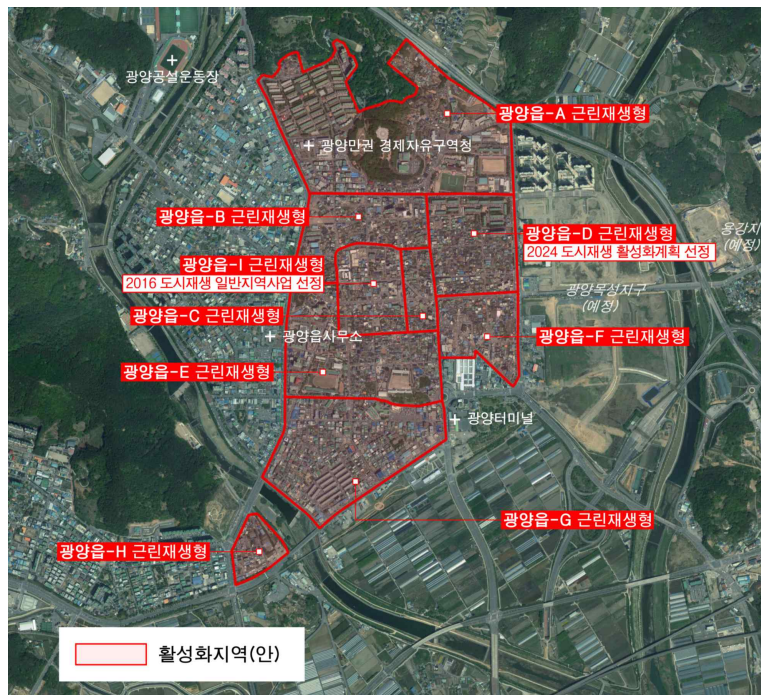 광양공설운동장
광양읍-A 근린재생형
광양만권 경제자유구역청
광양읍-B 근린재생형
광양읍-D 근린재생형
2024 도시재생 활성화계획 선정
웅강지
(예정)
광양읍-I 근린재생형
2016 도시재생 일반지역사업 선정
광양목성지구
(예정)
광양읍-C 근린재생형
광양읍사무소
광양읍-F 근린재생형
광양읍-E 근린재생형
광양터미널
광양읍-G 근린재생형
광양읍-H 근린재생형
활성화지역(안)